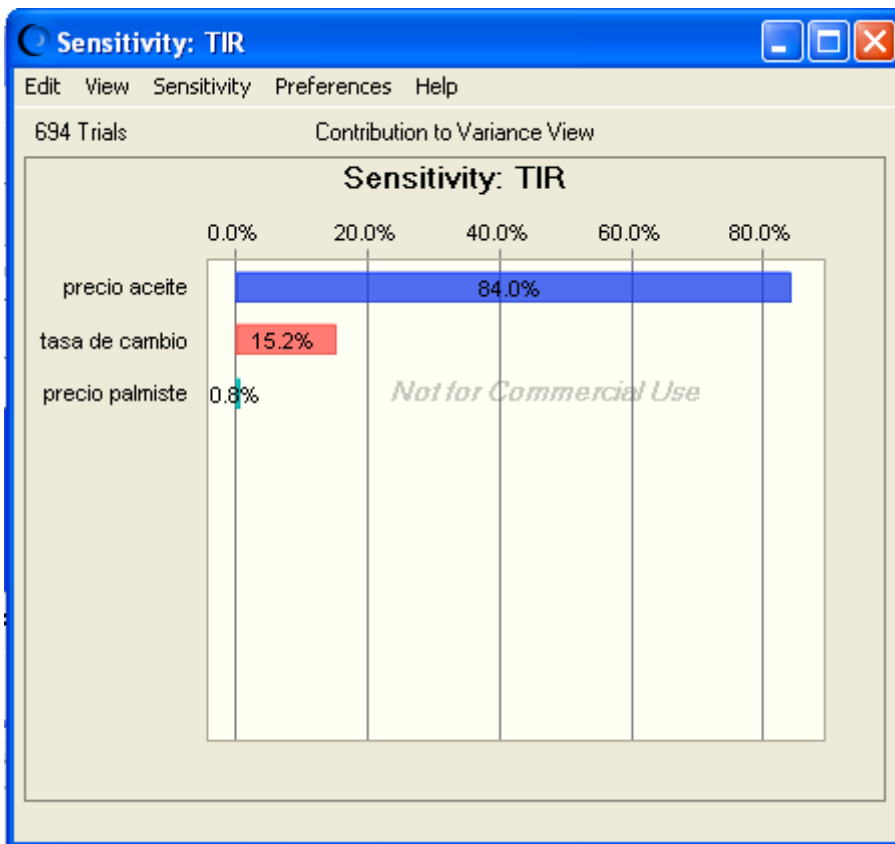 Sensitivity: TIR
Edit View Sensitivity Preferences Help
694 Trials Contribution to Variance View
Sensitivity: TIR
0.0% 20.0% 40.0% 60.0% 80.0%
precio aceite 84.0%
tasa de cambio 15.2%
precio palmiste 0.8% Not for Commercial Use